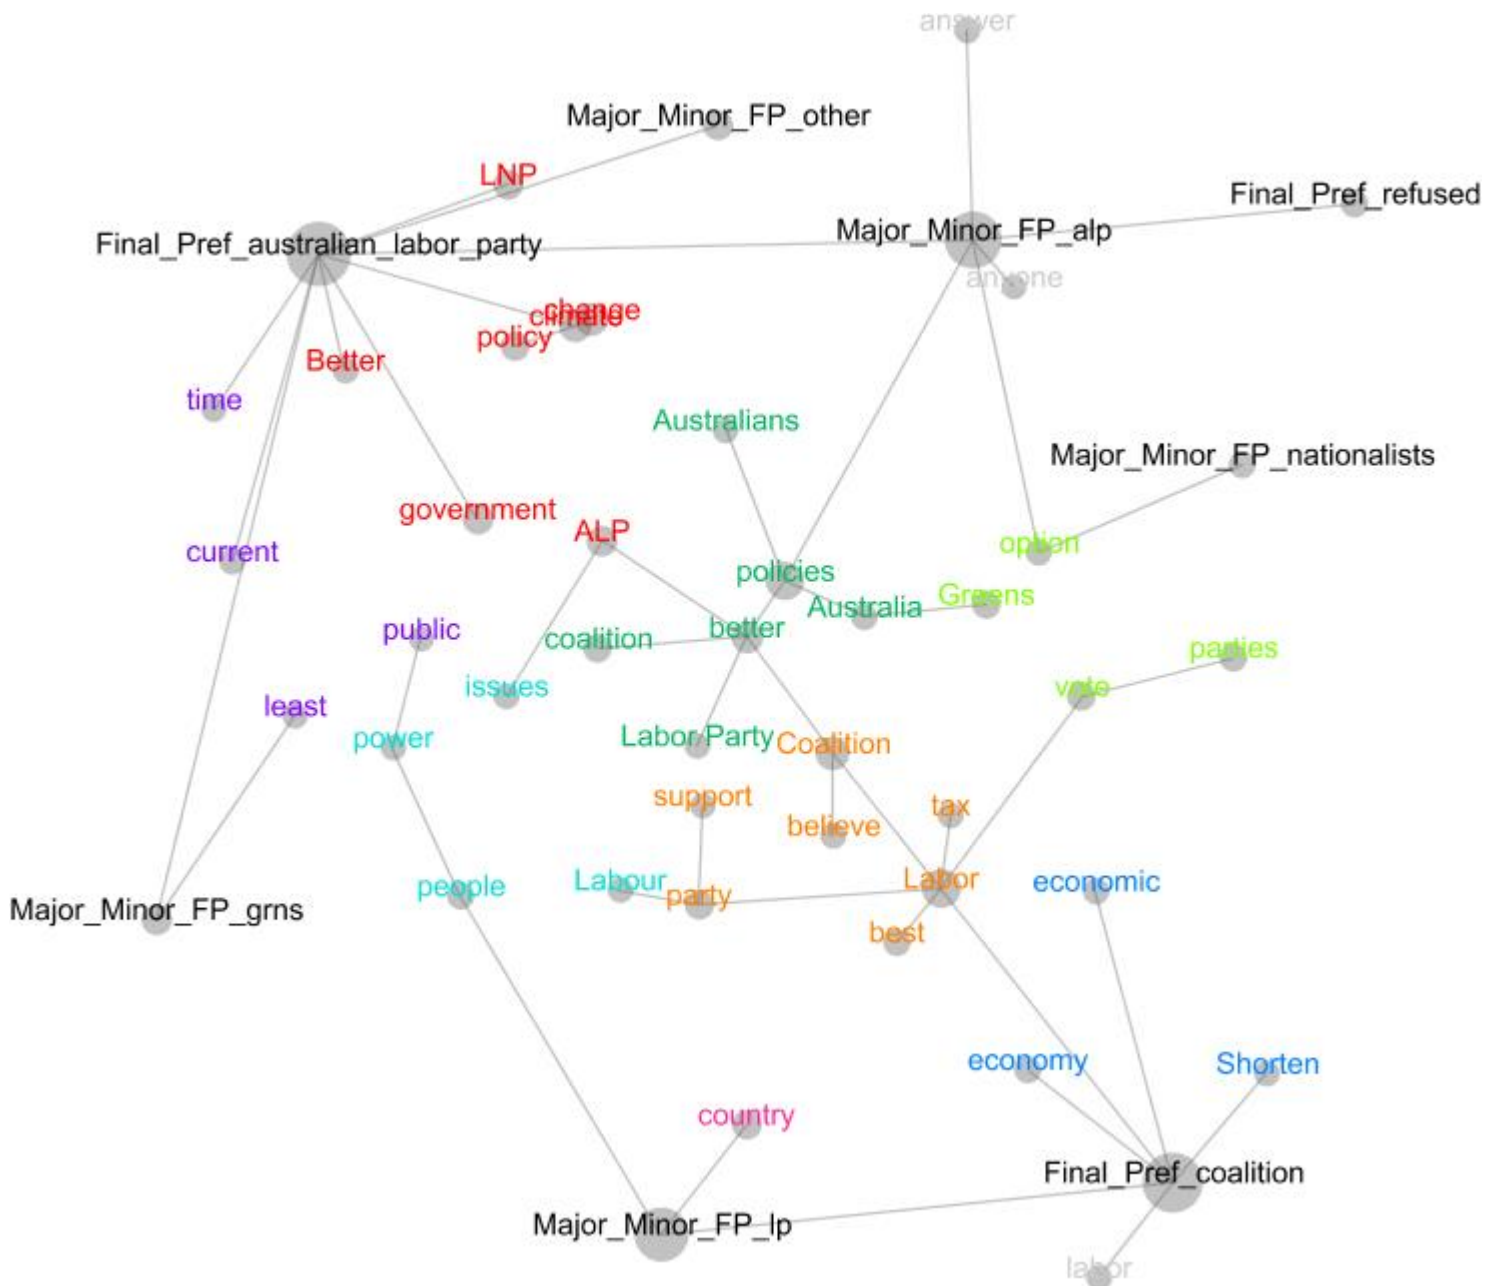 answer
Major_Minor_FP_other
LNP
Final_Pref_refused
Major_Minor_FP_alp
Final_Pref_australian_labor_party
anyone
change
climate
policy
Better
time
Australians
Major_Minor_FP_nationalists
government
ALP
option
current
policies
Greens
Australia
public
better
coalition
parties
issues
vote
least
power
Labor Party
Coalition
support
tax
believe
Labour
Labor
economic
people
party
Major_Minor_FP_grns
best
economy
Shorten
country
Final_Pref_coalition
Major_Minor_FP_lp
labor